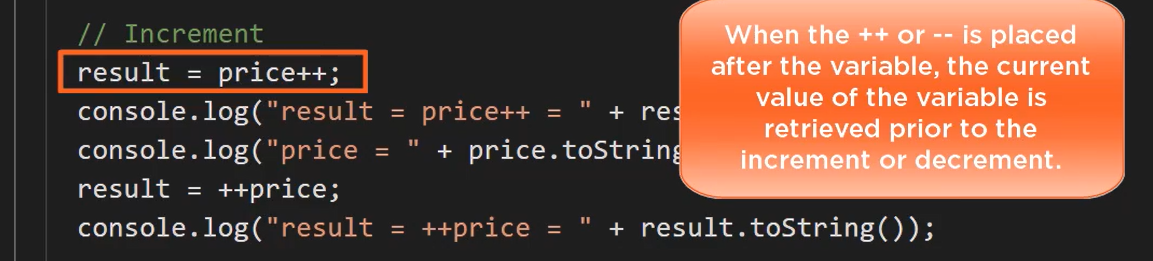 // Increment
result = price++;
console.log("result = price++ = " + res
console.log("price = " + price.toString
result = ++price;
console.log("result = ++price = " + result.toString());
When the ++ or -- is placed
after the variable, the current
value of the variable is
retrieved prior to the
increment or decrement.